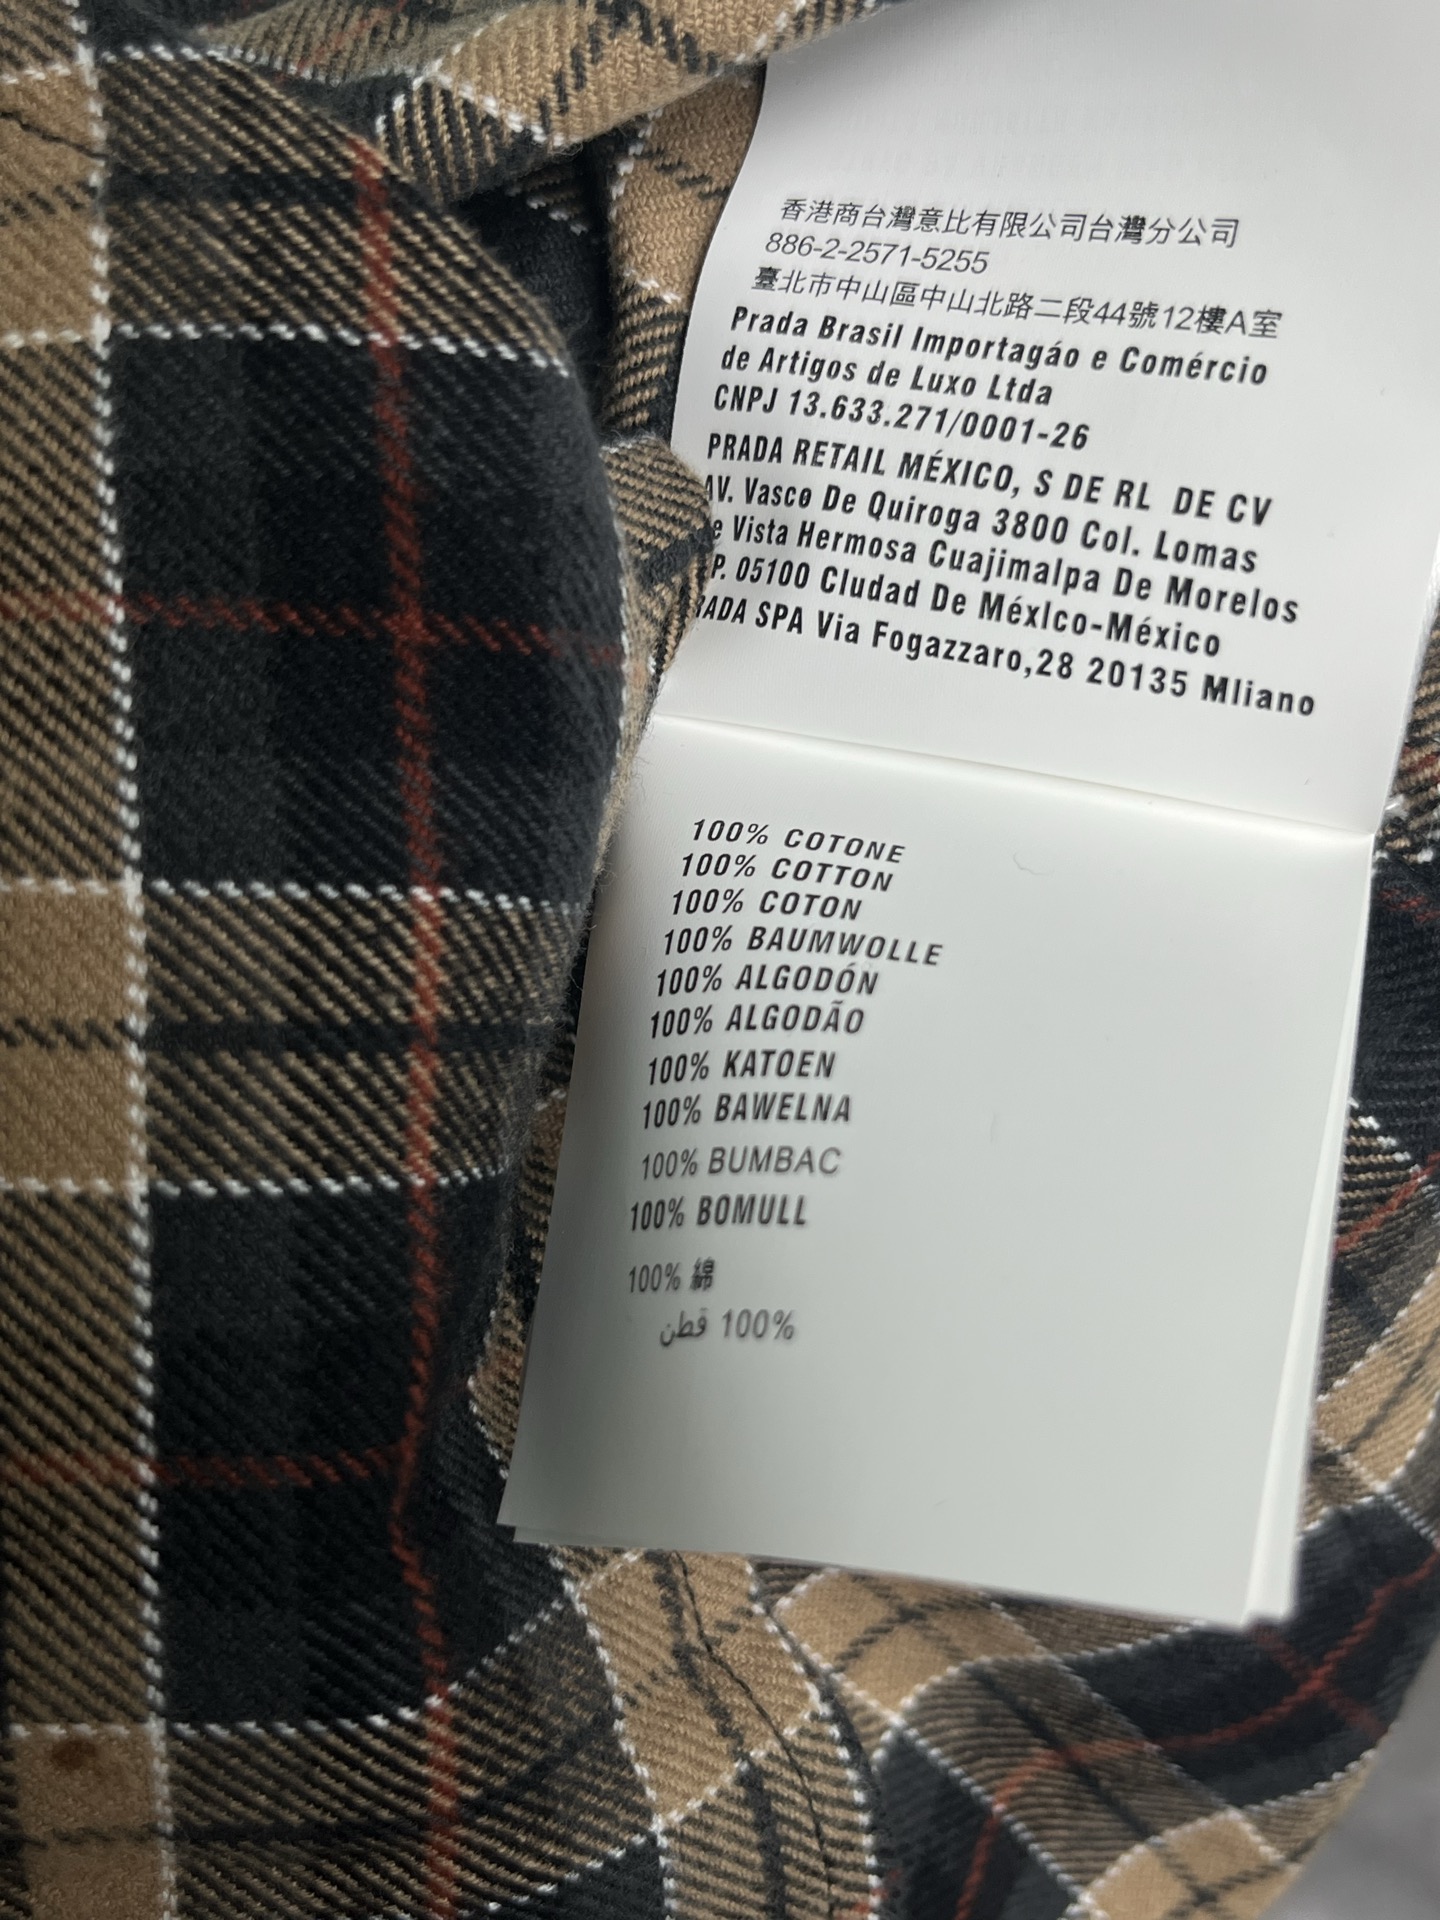 香港商台灣意比有限公司台灣分公司
886-2-2571-5255
臺北市中山區中山北路二段44號12樓A室
Prada Brasil Importagáo e Comércio
de Artigos de Luxo Ltda
CNPJ 13.633.271/0001-26
PRADA RETAIL MÉXICO, S DE RL DE CV
AV. Vasco De Quiroga 3800 Col. Lomas
e Vista Hermosa Cuajimalpa De Morelos
P. 05100 Cludad De Méxlco-México
RADA SPA Via Fogazzaro,28 20135 Mliano
100% COTONE
100% COTTON
100% COTON
100% BAUMWOLLE
100% ALGODÓN
100% ALGODÃO
100% KATOEN
100% BAWELNA
100% BUMBAC
100% BOMULL
100% 綿
100% قطن